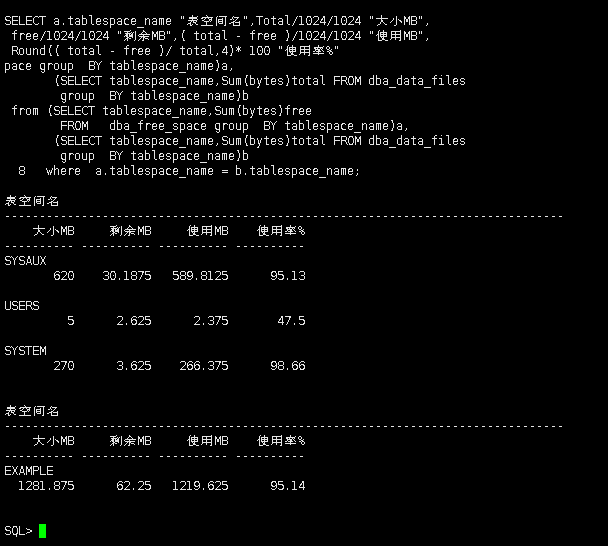 SELECT a.tablespace_name "表空间名",Total/1024/1024 "大小MB",
free/1024/1024 "剩余MB",( total - free )/1024/1024 "使用MB",
Round(( total - free )/ total,4)* 100 "使用率%"
pace group  BY tablespace_name)a,
(SELECT tablespace_name,Sum(bytes)total FROM dba_data_files
group  BY tablespace_name)b
from (SELECT tablespace_name,Sum(bytes)free
FROM   dba_free_space group  BY tablespace_name)a,
(SELECT tablespace_name,Sum(bytes)total FROM dba_data_files
group  BY tablespace_name)b
8   where  a.tablespace_name = b.tablespace_name;
表空间名
--------------------------------------------------------------------------------
大小MB     剩余MB     使用MB    使用率%
---------- ---------- ---------- ----------
SYSAUX
620    30.1875   589.8125      95.13
USERS
5      2.625      2.375       47.5
SYSTEM
270      3.625    266.375      98.66
表空间名
--------------------------------------------------------------------------------
大小MB     剩余MB     使用MB    使用率%
---------- ---------- ---------- ----------
EXAMPLE
1281.875      62.25   1219.625      95.14
SQL>